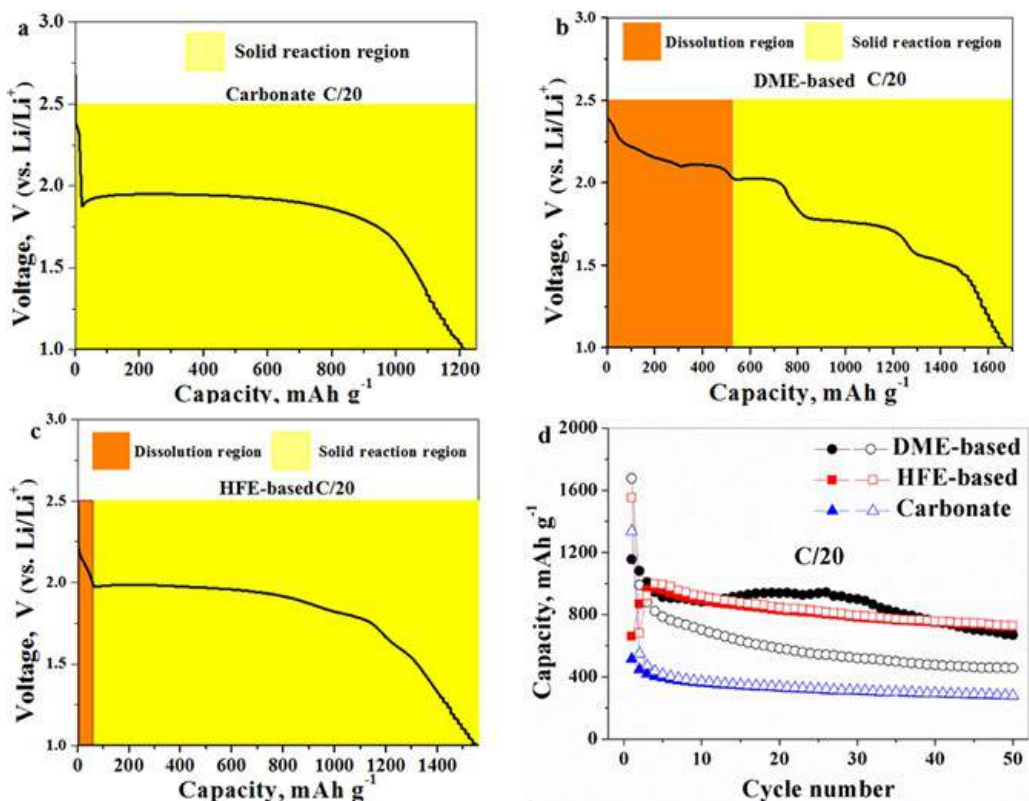 a
3.0
Solid reaction region
Carbonate C/20
2.5
2.0
1.5
1.0
Voltage, V (vs. Li/Li+
0 200 400 600 800 1000 1200
Capacity, mAh g-1
b
3.0
Dissolution region Solid reaction region
DME-based C/20
2.5
2.0
1.5
1.0
Voltage, V (vs. Li/Li+
0 200 400 600 800 1000 1200 1400 1600
Capacity, mAh g-1
c
3.0
Dissolution region Solid reaction region
HFE-based C/20
2.5
2.0
1.5
1.0
Voltage, V (vs. Li/Li+
0 200 400 600 800 1000 1200 1400
Capacity, mAh g-1
d
2000
1600
1200
800
400
0
DME-based
HFE-based
Carbonate
C/20
Capacity, mAh g-1
0 10 20 30 40 50
Cycle number